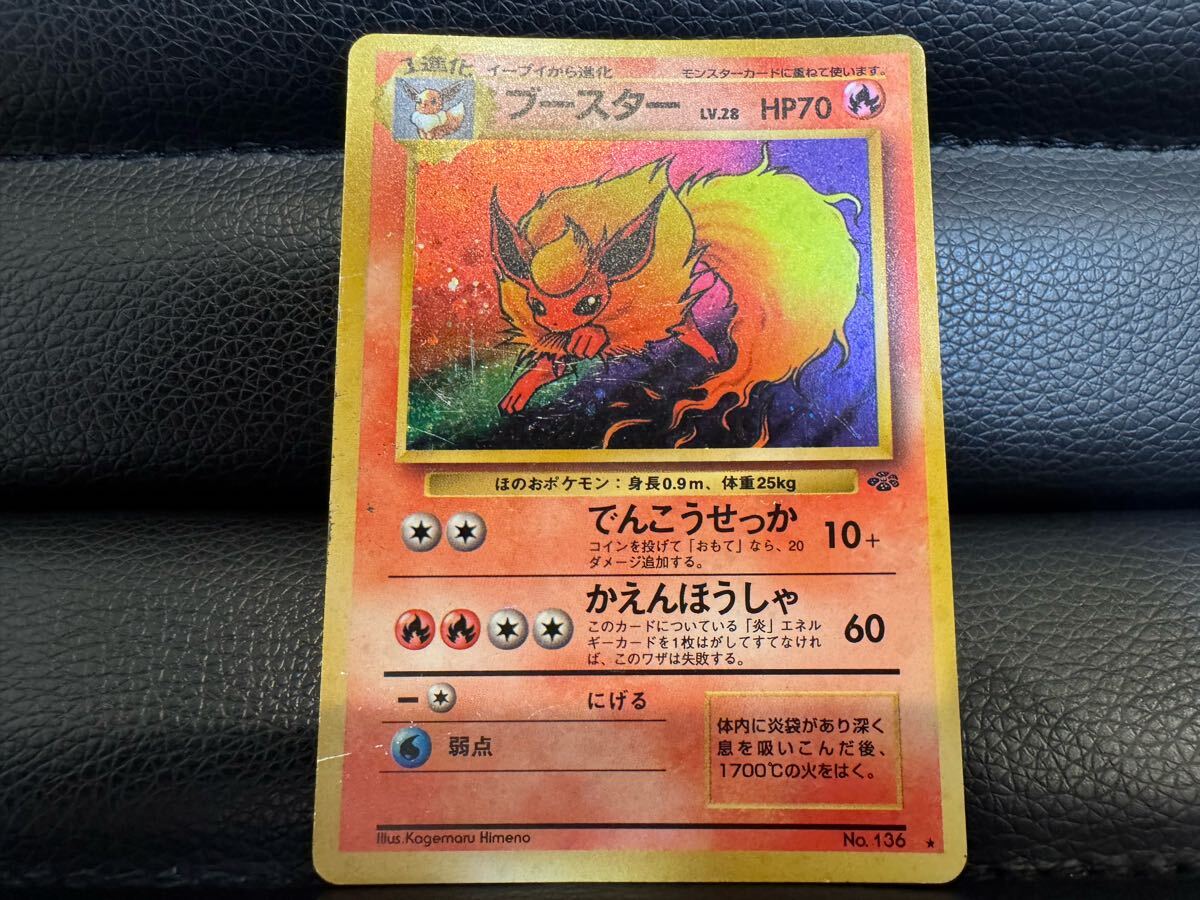 1進化 イーブイから進化 モンスターカードに重ねて使います。
ブースター LV.28 HP70
ほのおポケモン：身長0.9m、体重25kg
でんこうせっか 10+
コインを投げて「おもて」なら、20
ダメージ追加する。
かえんほうしゃ 60
このカードについている「炎」エネル
ギーカードを1枚はがしてすてなけれ
ば、このワザは失敗する。
ー にげる
弱点
体内に炎袋があり深く
息を吸いこんだ後、
1700℃の火をはく。
Illus.Kagemaru Himeno No. 136 ★